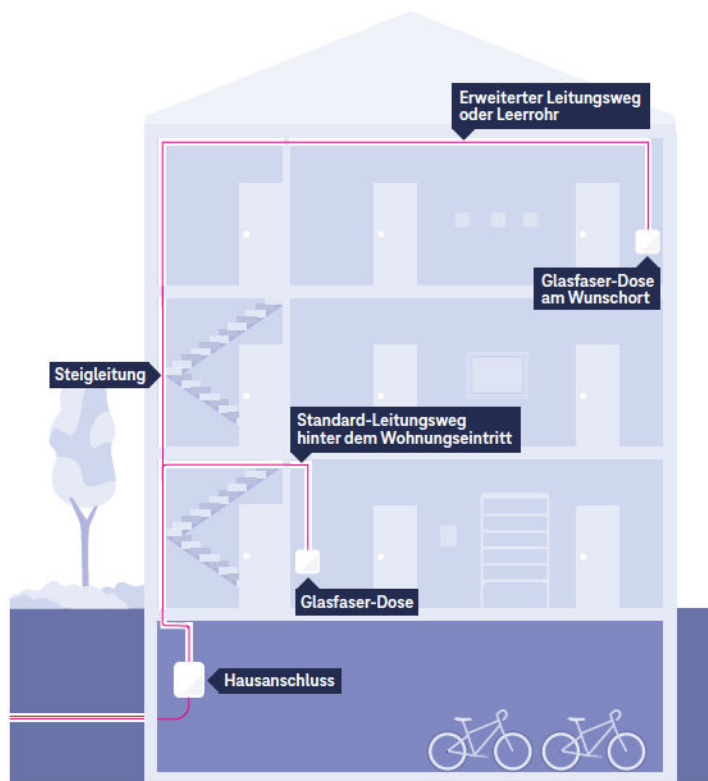 Erweiterter Leitungsweg
oder Leerrohr
Glasfaser-Dose
am Wunschort
Steigleitung
Standard-Leitungsweg
hinter dem Wohnungseintritt
Glasfaser-Dose
Hausanschluss